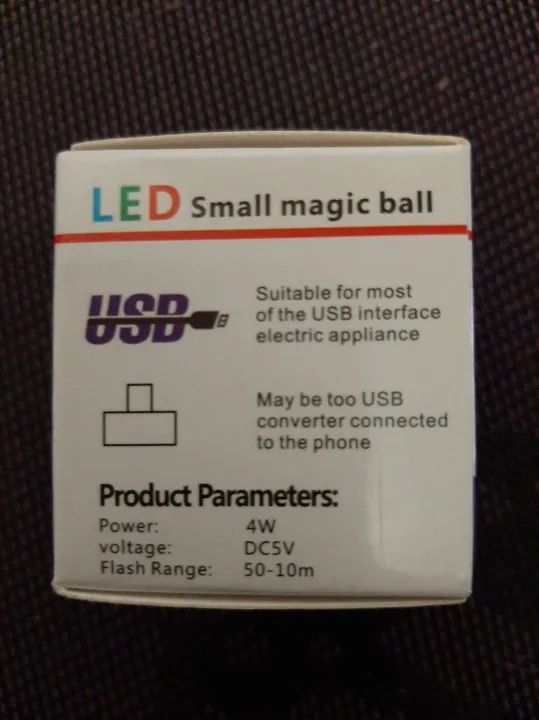 LED Small magic ball
USB
Suitable for most
of the USB interface
electric appliance
May be too USB
converter connected
to the phone
Product Parameters:
Power: 4W
voltage: DC5V
Flash Range: 50-10m